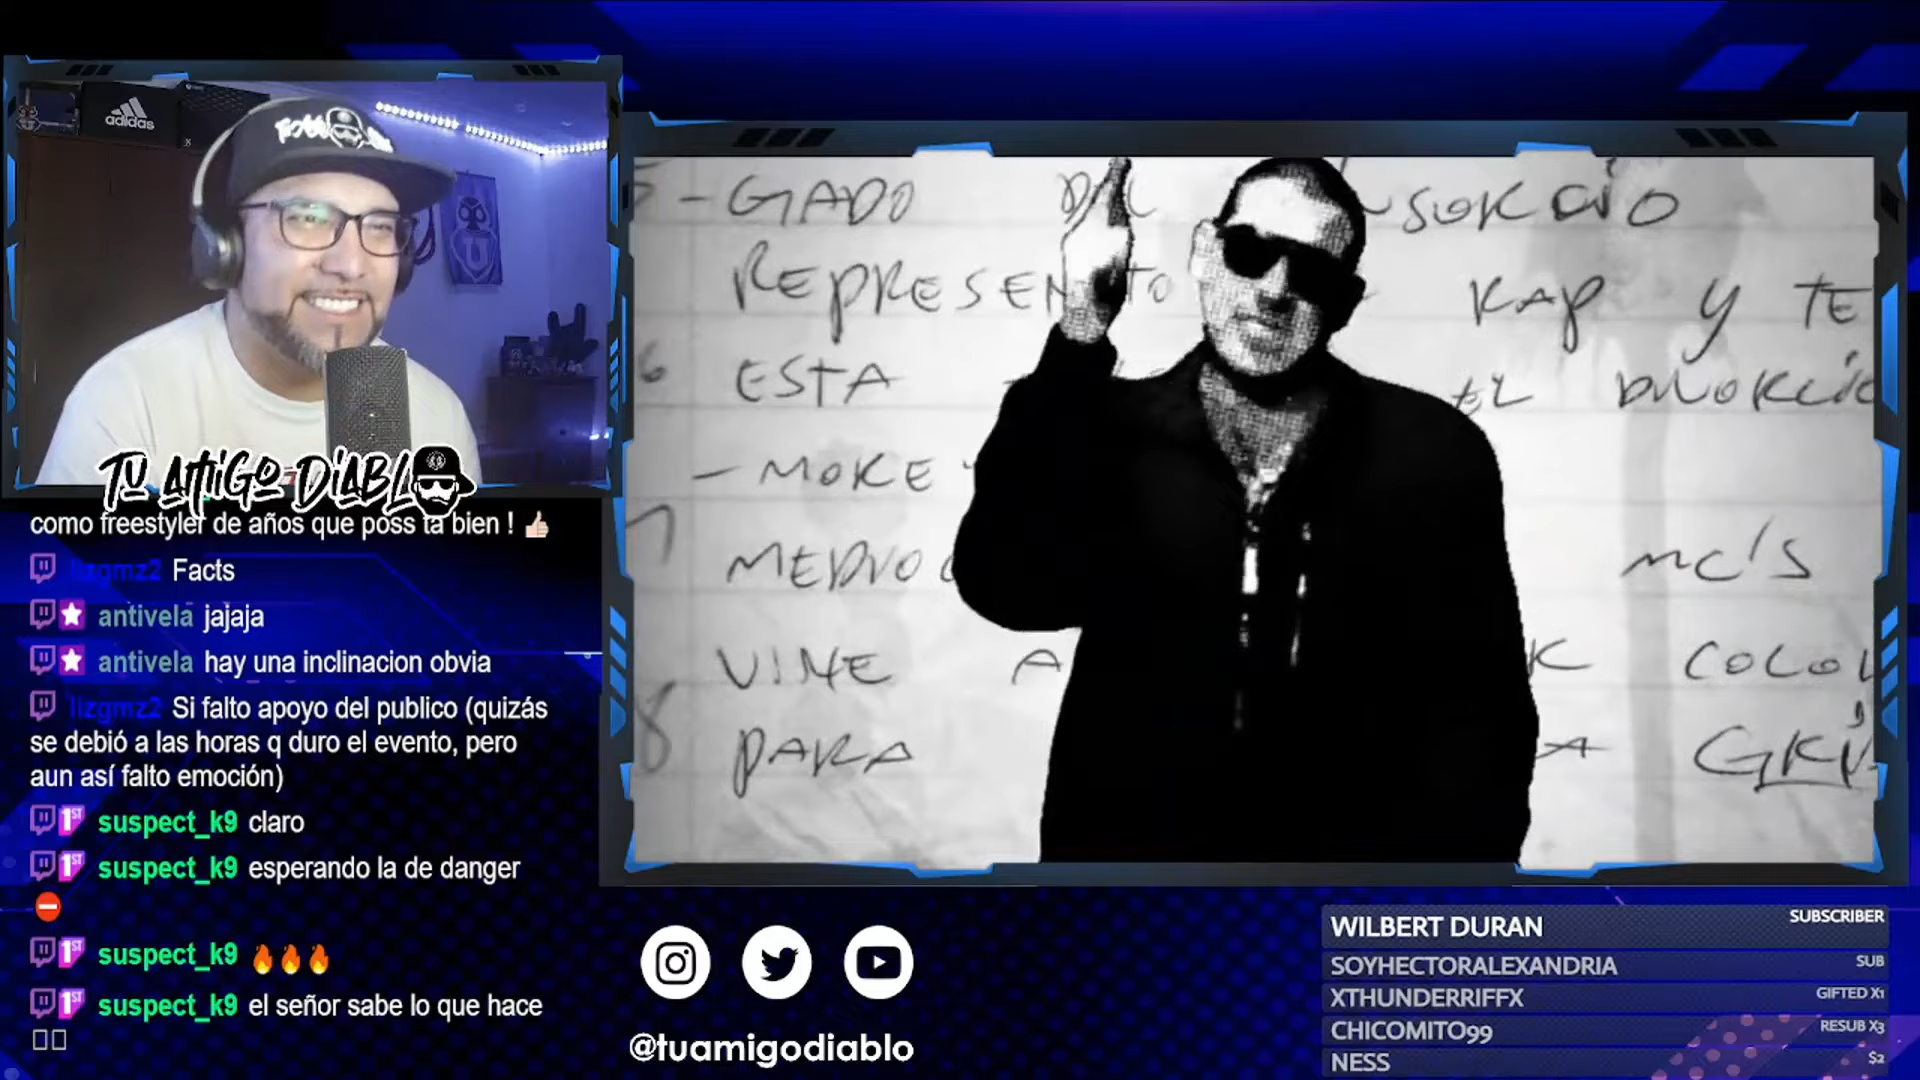 adidas
TU AMIGO DIABLO
como freestyler de años que poss ta bien ! 👍🏻
lizgmz2 Facts
antivela jajaja
antivela hay una inclinacion obvia
lizgmz2 Si falto apoyo del publico (quizás
se debió a las horas q duro el evento, pero
aun así falto emoción)
suspect_k9 claro
suspect_k9 esperando la de danger
⛔
suspect_k9 🔥🔥🔥
suspect_k9 el señor sabe lo que hace
- GADO
REPRESENTO KAP Y TE
ESTA EL
- MOKE
MC'S
VINE A
8 PARA
@tuamigodiablo
WILBERT DURAN SUBSCRIBER
SOYHECTORALEXANDRIA SUB
XTHUNDERRIFFX GIFTED X1
CHICOMITO99 RESUB X3
NESS $2